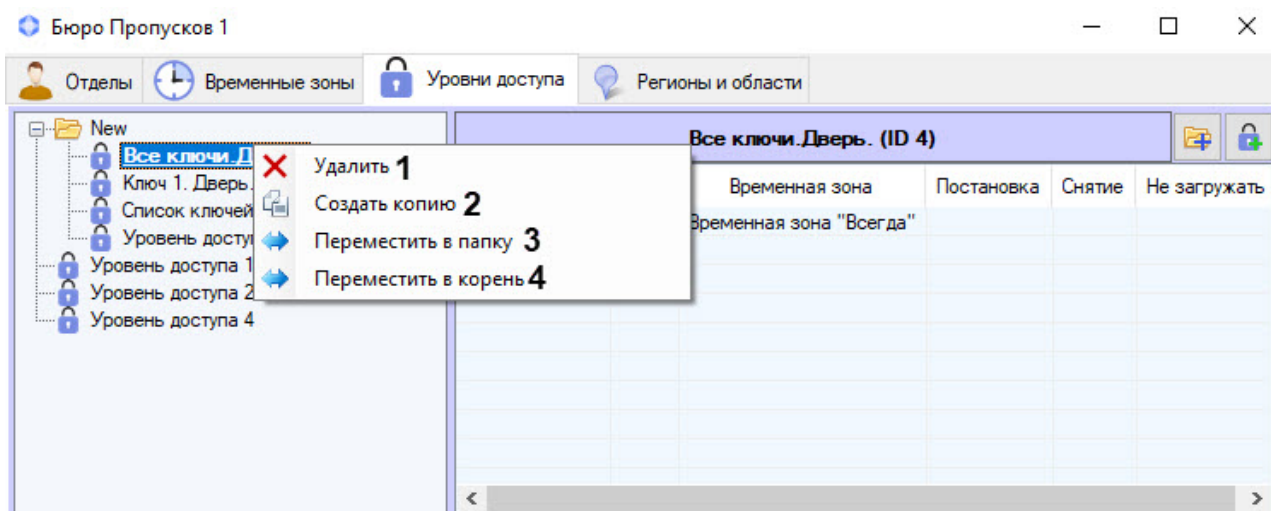 Бюро Пропусков 1
Отделы Временные зоны Уровни доступа Регионы и области
New
Все ключи.Д
Ключ 1. Дверь.
Список ключей
Уровень досту
Уровень доступа 1
Уровень доступа 2
Уровень доступа 4
Удалить 1
Создать копию 2
Переместить в папку 3
Переместить в корень 4
Все ключи.Дверь. (ID 4)
Временная зона Постановка Снятие Не загружать
Временная зона "Всегда"